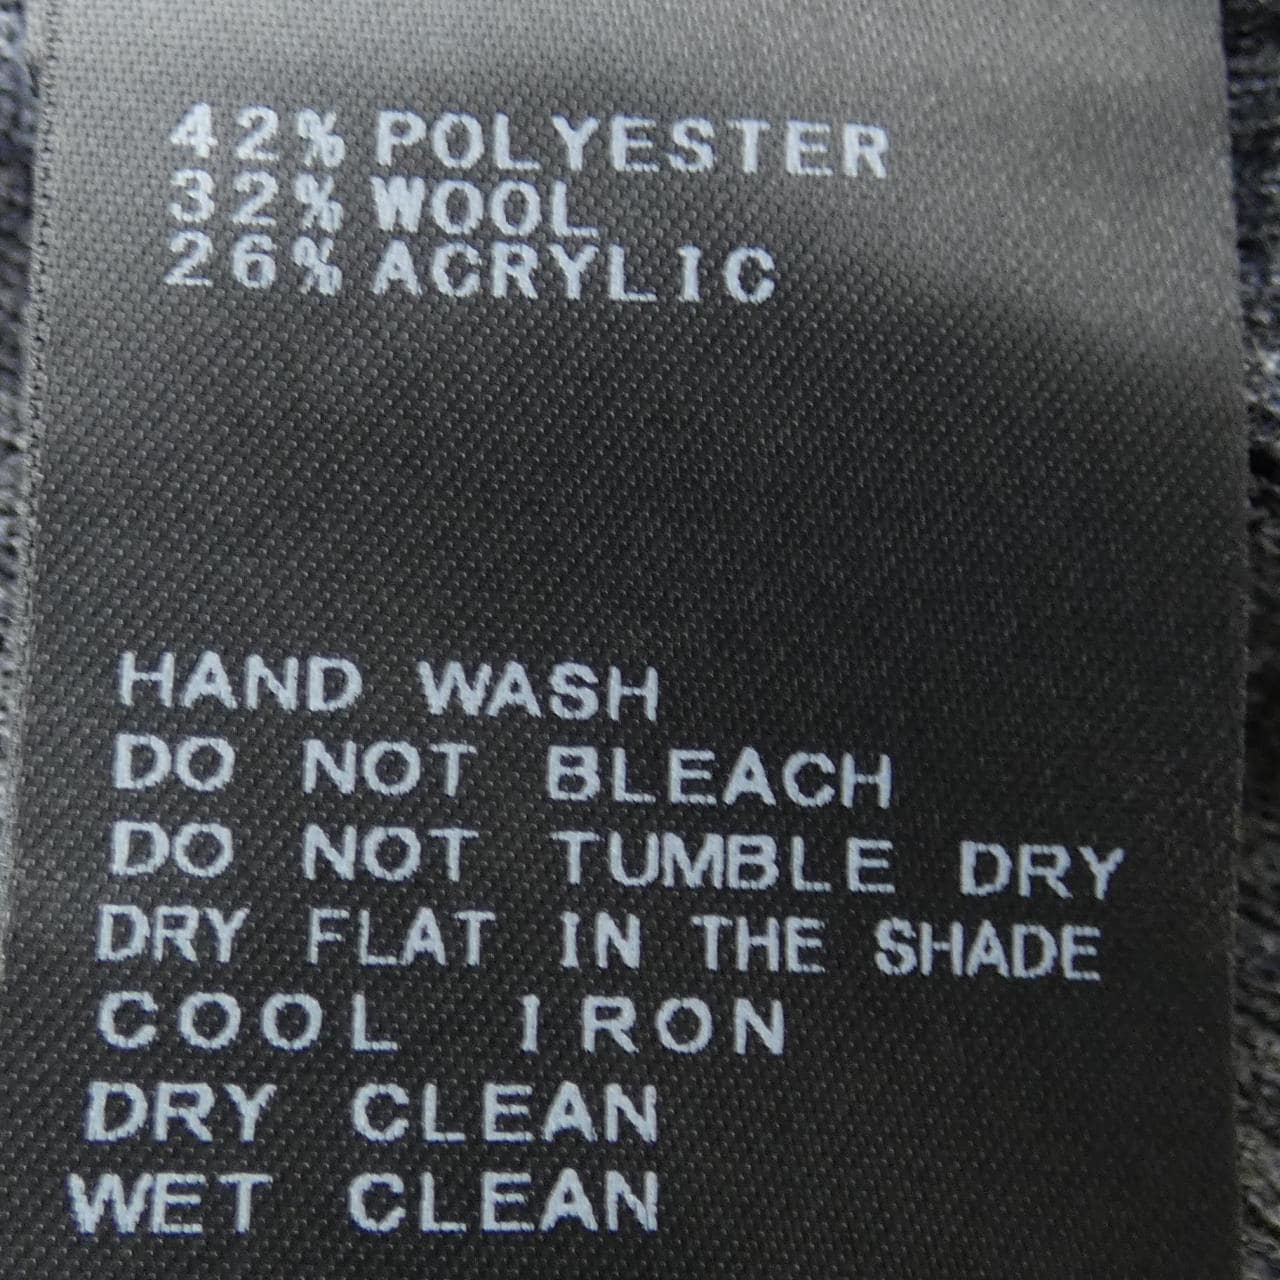 42% POLYESTER
32% WOOL
26% ACRYLIC
HAND WASH
DO NOT BLEACH
DO NOT TUMBLE DRY
DRY FLAT IN THE SHADE
COOL IRON
DRY CLEAN
WET CLEAN